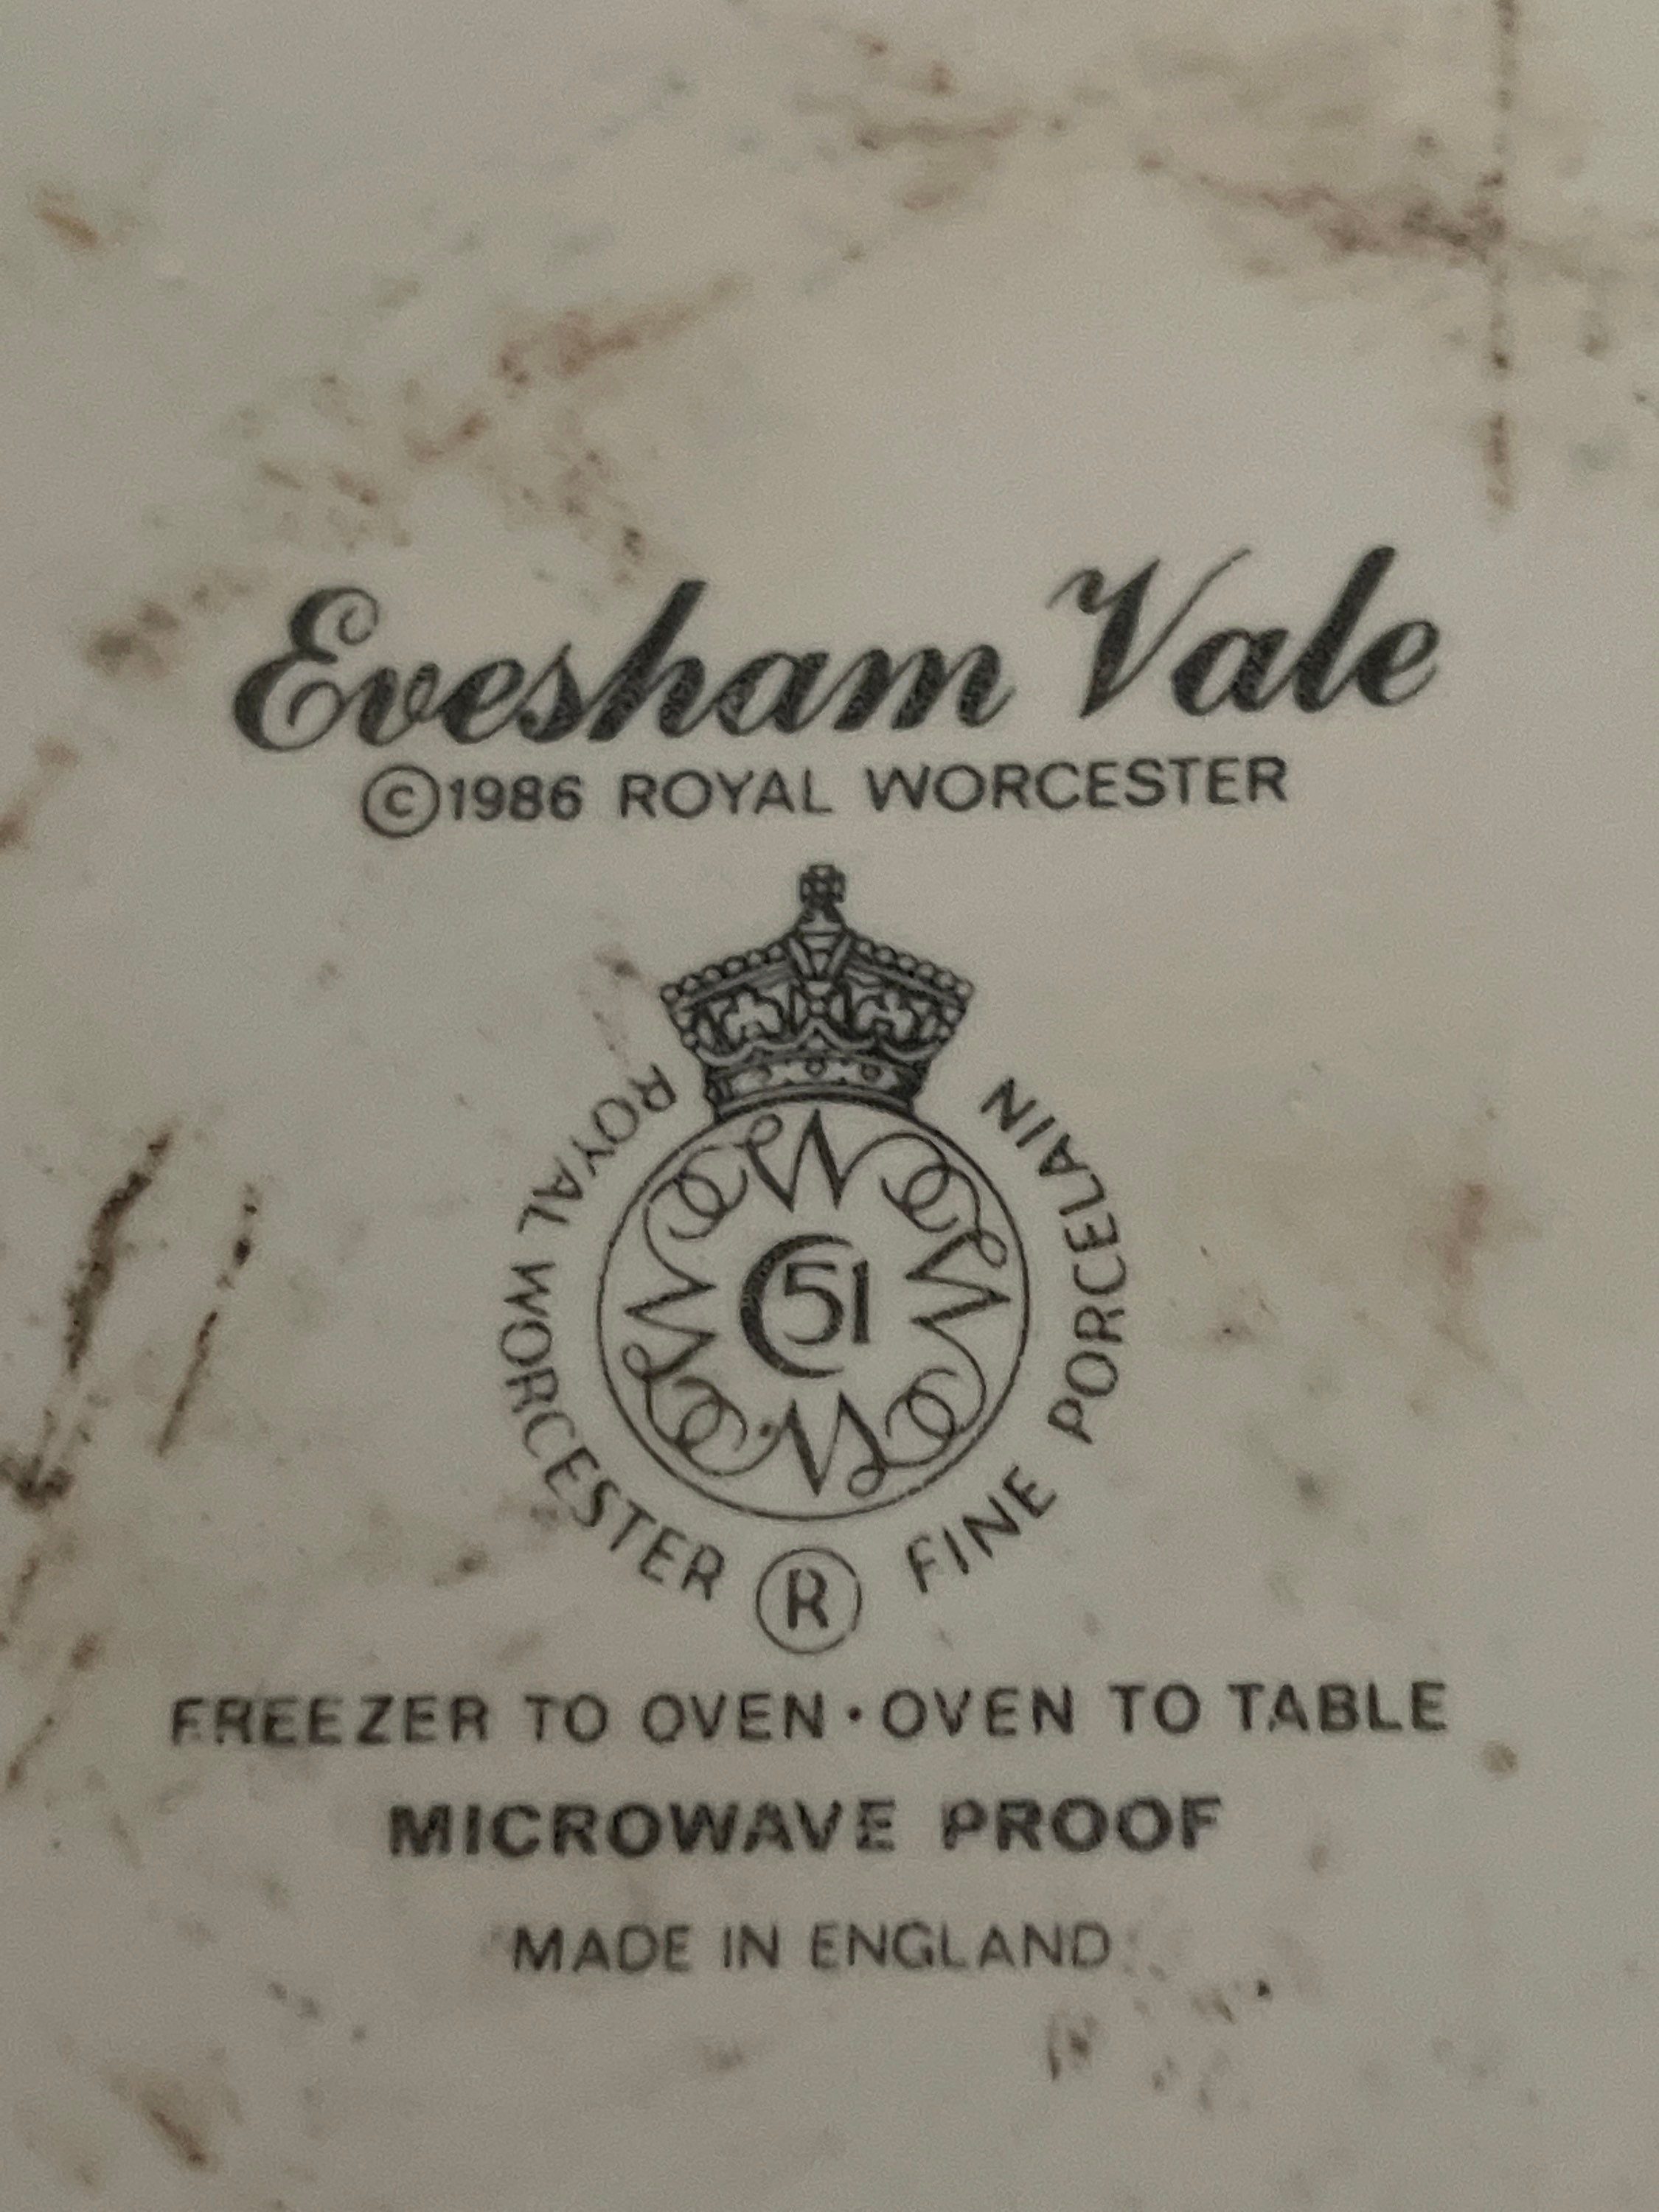 Evesham Vale
©1986 ROYAL WORCESTER
ROYAL WORCESTER ® FINE PORCELAIN
W W W W
C51
FREEZER TO OVEN · OVEN TO TABLE
MICROWAVE PROOF
MADE IN ENGLAND